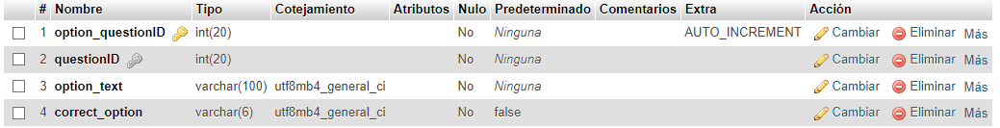 # Nombre Tipo Cotejamiento Atributos Nulo Predeterminado Comentarios Extra Acción
1 option_questionID int(20) No Ninguna AUTO_INCREMENT Cambiar Eliminar Más
2 questionID int(20) No Ninguna Cambiar Eliminar Más
3 option_text varchar(100) utf8mb4_general_ci No Ninguna Cambiar Eliminar Más
4 correct_option varchar(6) utf8mb4_general_ci No false Cambiar Eliminar Más